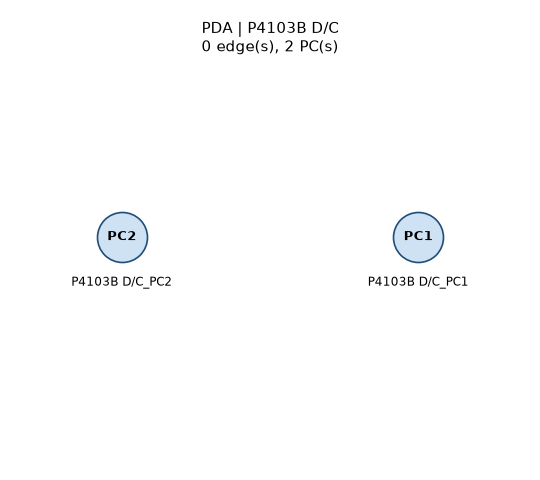 PDA | P4103B D/C
0 edge(s), 2 PC(s)
PC2
PC1
P4103B D/C_PC2
P4103B D/C_PC1